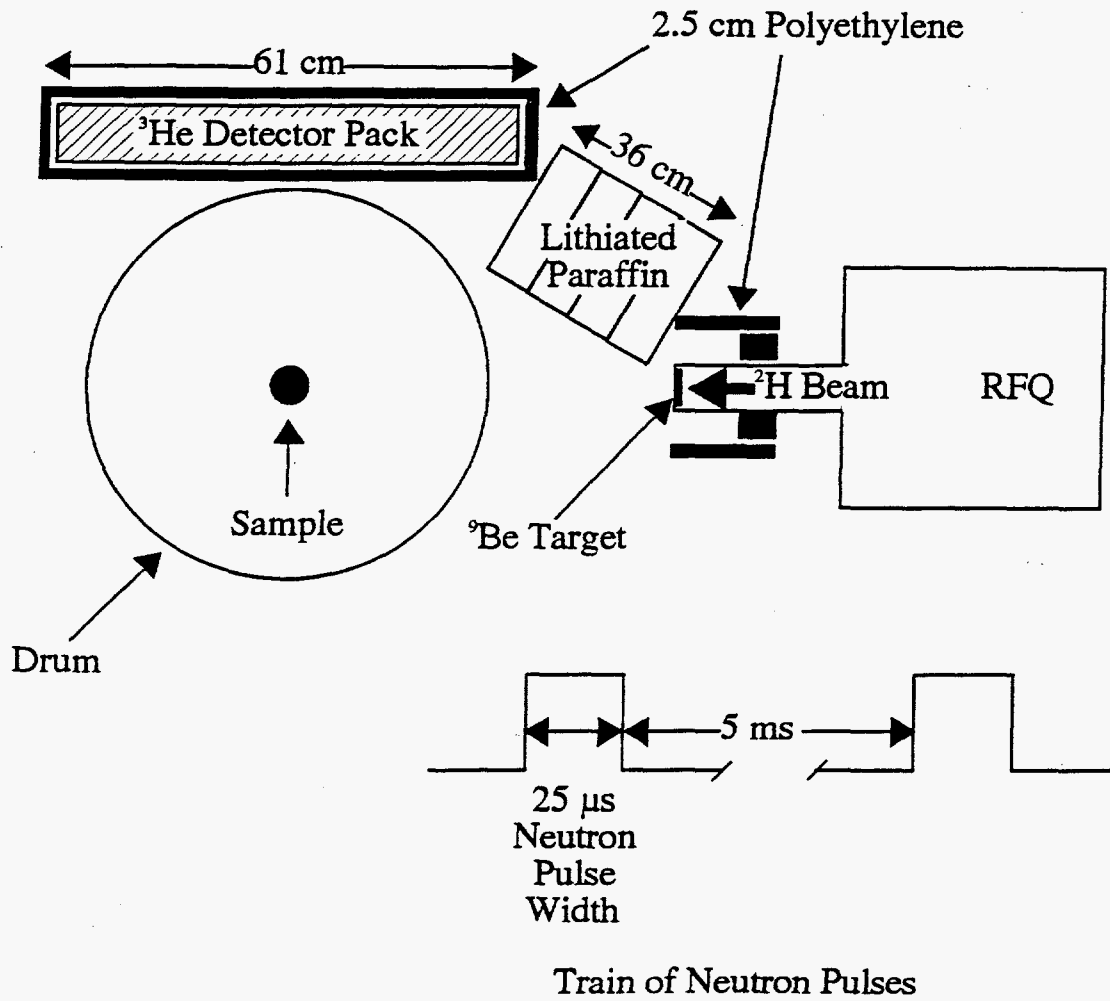 2.5 cm Polyethylene
61 cm
³He Detector Pack
36 cm
Lithiated
Paraffin
²H Beam
RFQ
Sample
⁹Be Target
Drum
5 ms
25 µs
Neutron
Pulse
Width
Train of Neutron Pulses